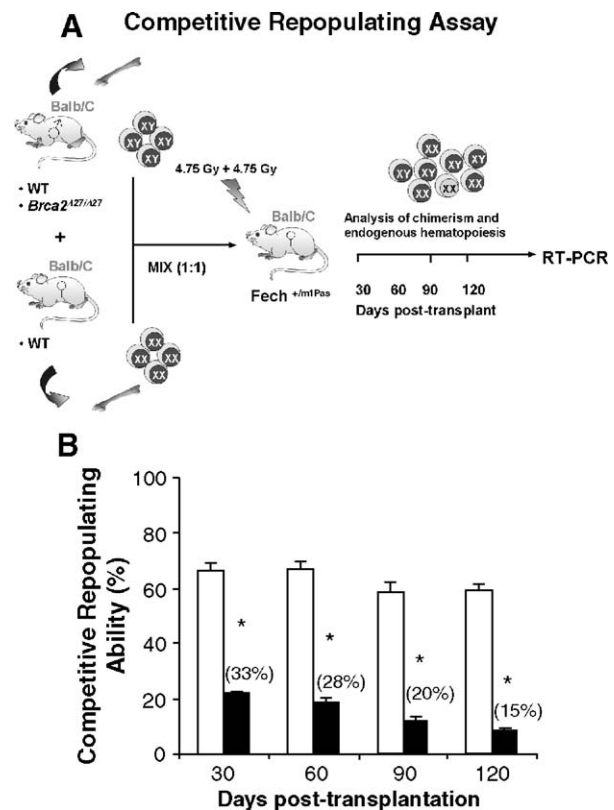 A Competitive Repopulating Assay
Balb/C
XY XY XY XY
• WT
• Brca2 Δ27/Δ27
+
Balb/C
• WT
XX XX XX XX
MIX (1:1)
4.75 Gy + 4.75 Gy
Balb/C
Fech +/m1Pas
XX XY XY XY XX XX XX XX
Analysis of chimerism and
endogenous hematopoiesis
30 60 90 120
Days post-transplant
RT-PCR
B
Competitive Repopulating
Ability (%)
100
80
60
40
20
0
* * * *
(33%) (28%) (20%) (15%)
30 60 90 120
Days post-transplantation